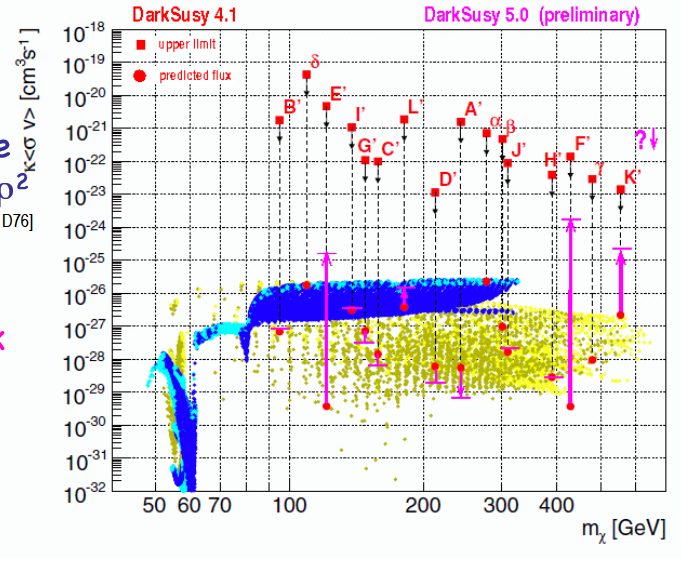 DarkSusy 4.1
DarkSusy 5.0 (preliminary)
κ<σ v> [cm³s⁻¹]
upper limit
predicted flux
10⁻¹⁸
10⁻¹⁹
10⁻²⁰
10⁻²¹
10⁻²²
10⁻²³
10⁻²⁴
10⁻²⁵
10⁻²⁶
10⁻²⁷
10⁻²⁸
10⁻²⁹
10⁻³⁰
10⁻³¹
10⁻³²
e
ρ²
D76]
δ
B'
E'
I'
G'
C'
L'
D'
A'
α
β
J'
H'
F'
γ
K'
?↓
50 60 70 100 200 300 400
mχ [GeV]